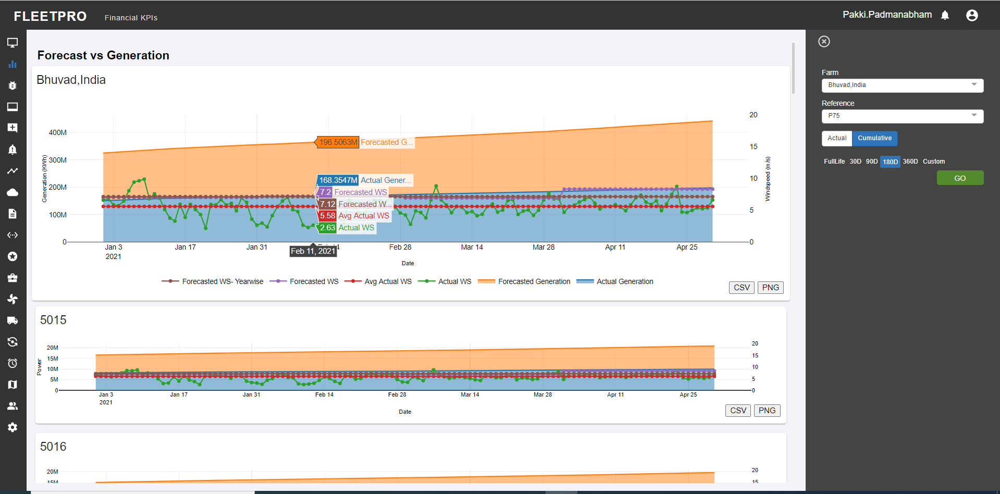 FLEETPRO
Financial KPIs
Pakki.Padmanabham
Forecast vs Generation
Bhuvad,India
400M
300M
200M
100M
0
Generation (KWh)
20
15
10
5
0
Windspeed (m/s)
196.5063M Forecasted G...
168.3547M Actual Gener...
7.2 Forecasted WS
7.12 Forecasted W...
5.58 Avg Actual WS
2.63 Actual WS
Jan 3 Jan 17 Jan 31 Feb 28 Mar 14 Mar 28 Apr 11 Apr 25
2021
Feb 11, 2021
Date
Forecasted WS- Yearwise Forecasted WS Avg Actual WS Actual WS Forecasted Generation Actual Generation
CSV PNG
5015
20M
15M
10M
5M
0
Power
20
15
10
5
0
Jan 3 Jan 17 Jan 31 Feb 14 Feb 28 Mar 14 Mar 28 Apr 11 Apr 25
2021
Date
CSV PNG
5016
20M
15M
20
15
Farm
Bhuvad,India
Reference
P75
Actual Cumulative
FullLife 30D 90D 180D 360D Custom
GO